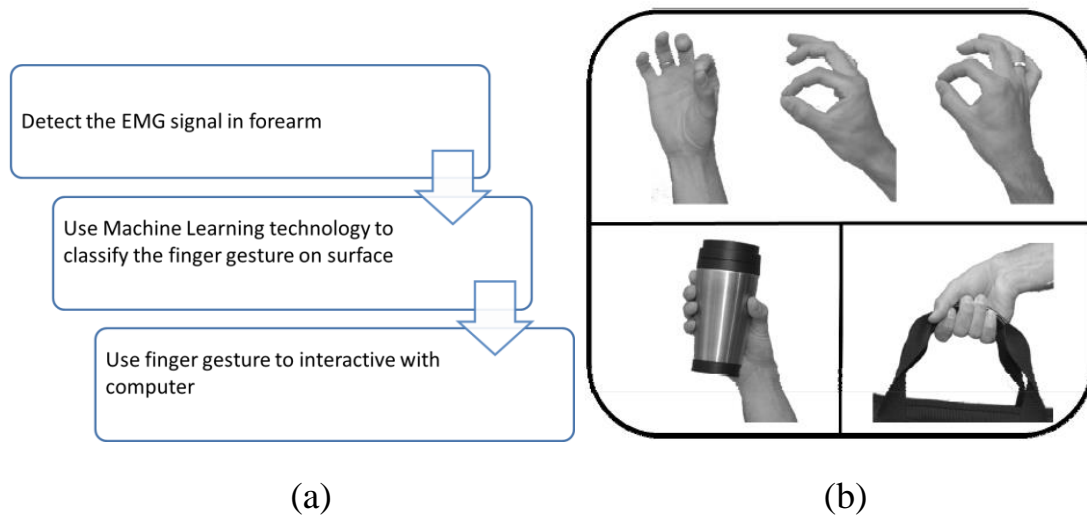 Detect the EMG signal in forearm
Use Machine Learning technology to
classify the finger gesture on surface
Use finger gesture to interactive with
computer
(a)
(b)